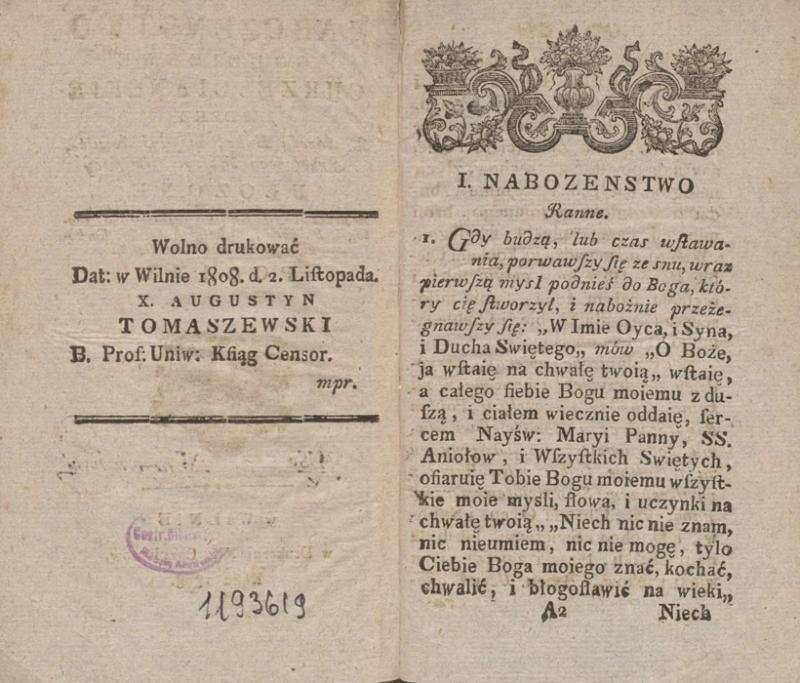 Wolno drukować
Dat: w Wilnie 1808. d. 2. Liſtopada.
X. AUGUSTYN
TOMASZEWSKI
B. Prof: Uniw: Kſiąg Cenſor.
mpr.
1193619
I. NABOZENSTWO
Ranne.
1. Gdy budzą, lub czas wſtawa-
nia, porwawſzy ſię ze snu, wraz
pierwſzą mysl podnieś do Boga, któ-
ry cię ſtworzył, i nabożnie przeże-
gnawſzy ſię: „W Imie Oyca, i Syna,
i Ducha Swiętego„ mów „O Boże,
ja wſtaię na chwałę twoią„ wſtaię,
a całego ſiebie Bogu moiemu z du-
ſzą, i ciałem wiecznie oddaię, ſer-
cem Nayśw: Maryi Panny, SS.
Aniołow, i Wſzyſtkich Swiętych,
ofiaruię Tobie Bogu moiemu wſzyſt-
kie moie mysli, ſłowa, i uczynki na
chwałę twoią„ „Niech nic nie znam,
nic nieumiem, nic nie mogę, tylo
Ciebie Boga moiego znać, kochać,
chwalić, i błogoſławić na wieki„
A2 Niech